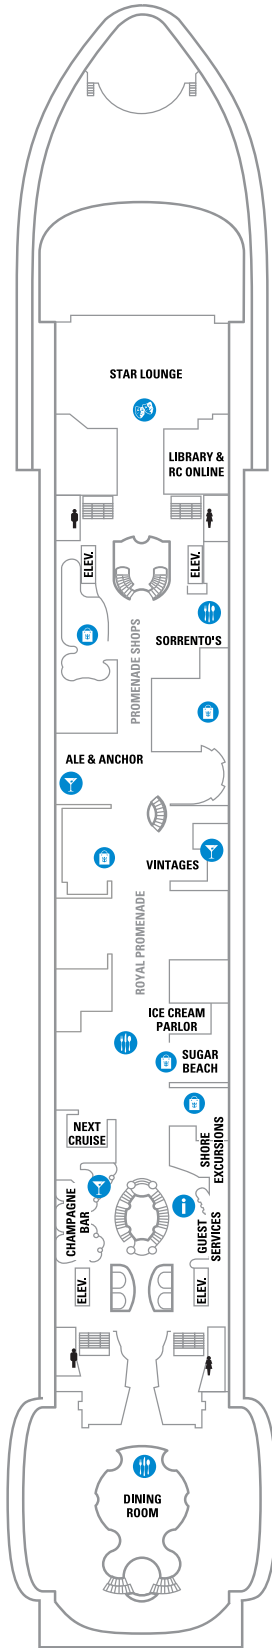 STAR LOUNGE
LIBRARY &
RC ONLINE
ELEV.
ELEV.
PROMENADE SHOPS
SORRENTO'S
ALE & ANCHOR
VINTAGES
ROYAL PROMENADE
ICE CREAM
PARLOR
SUGAR
BEACH
NEXT
CRUISE
SHORE
EXCURSIONS
CHAMPAGNE
BAR
i
GUEST
SERVICES
ELEV.
ELEV.
DINING
ROOM